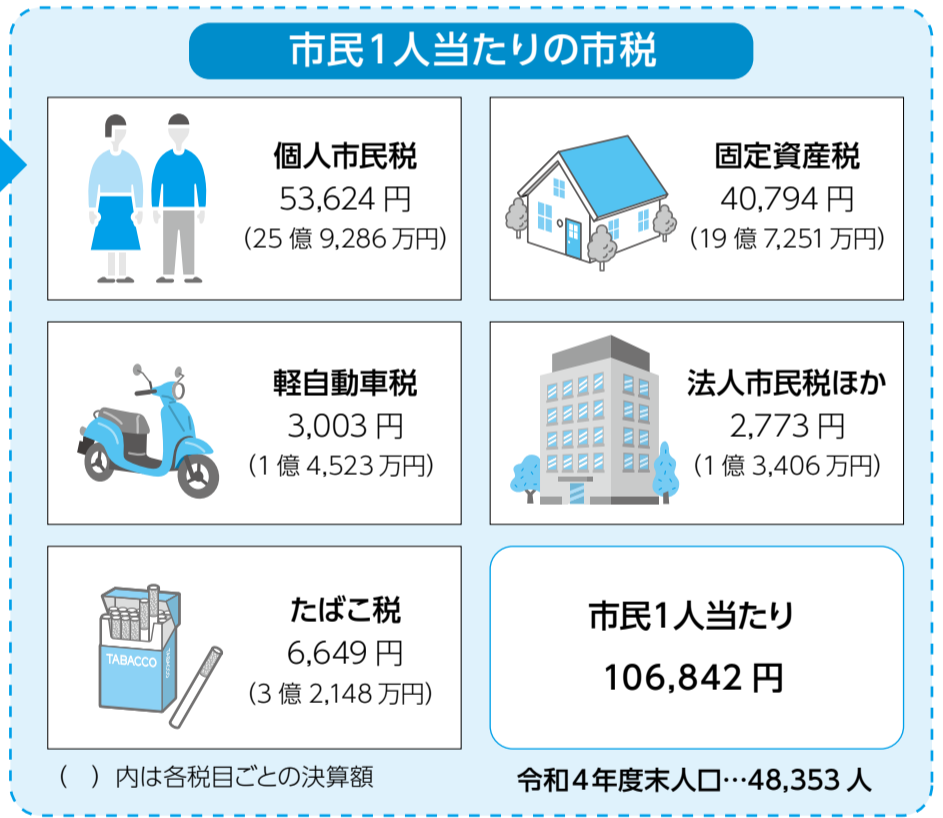 市民1人当たりの市税
個人市民税
53,624 円
(25 億 9,286 万円)
固定資産税
40,794 円
(19 億 7,251 万円)
軽自動車税
3,003 円
(1 億 4,523 万円)
法人市民税ほか
2,773 円
(1 億 3,406 万円)
TABACCO
たばこ税
6,649 円
(3 億 2,148 万円)
市民1人当たり
106,842 円
(　) 内は各税目ごとの決算額
令和4年度末人口…48,353 人